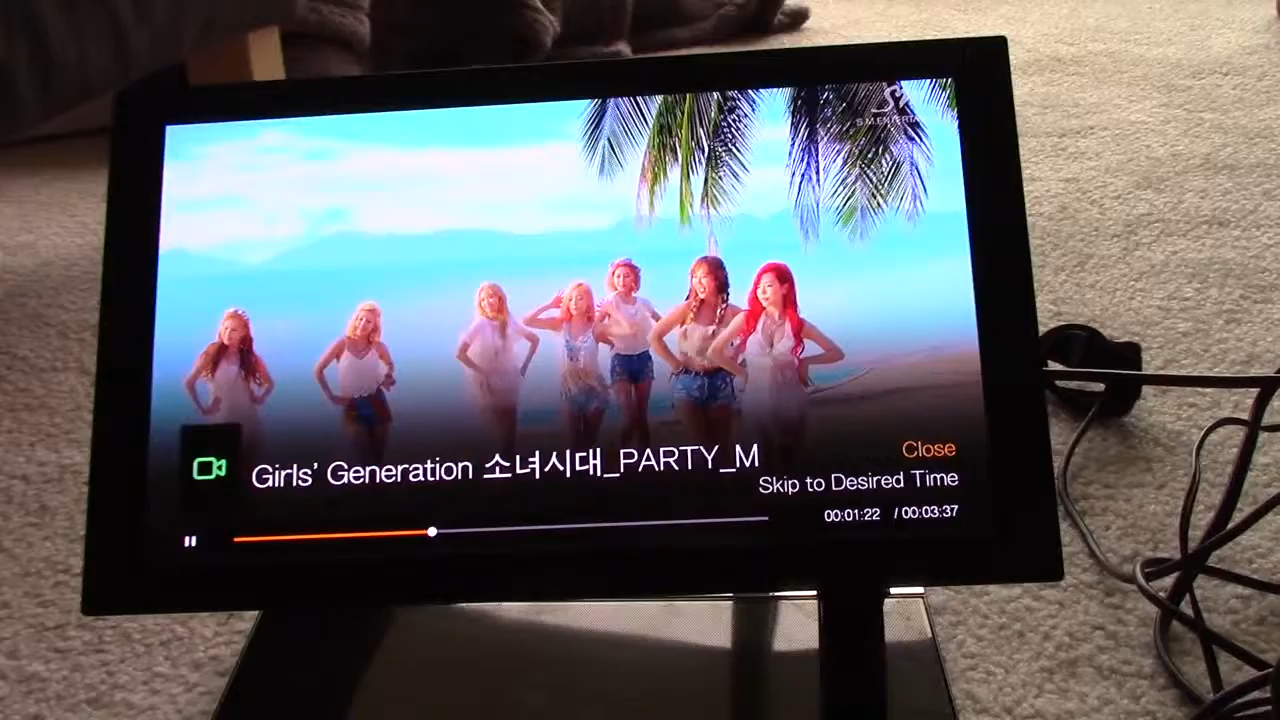 S.M.ENTERTA
Girls' Generation 소녀시대_PARTY_M
Close
Skip to Desired Time
00:01:22 / 00:03:37